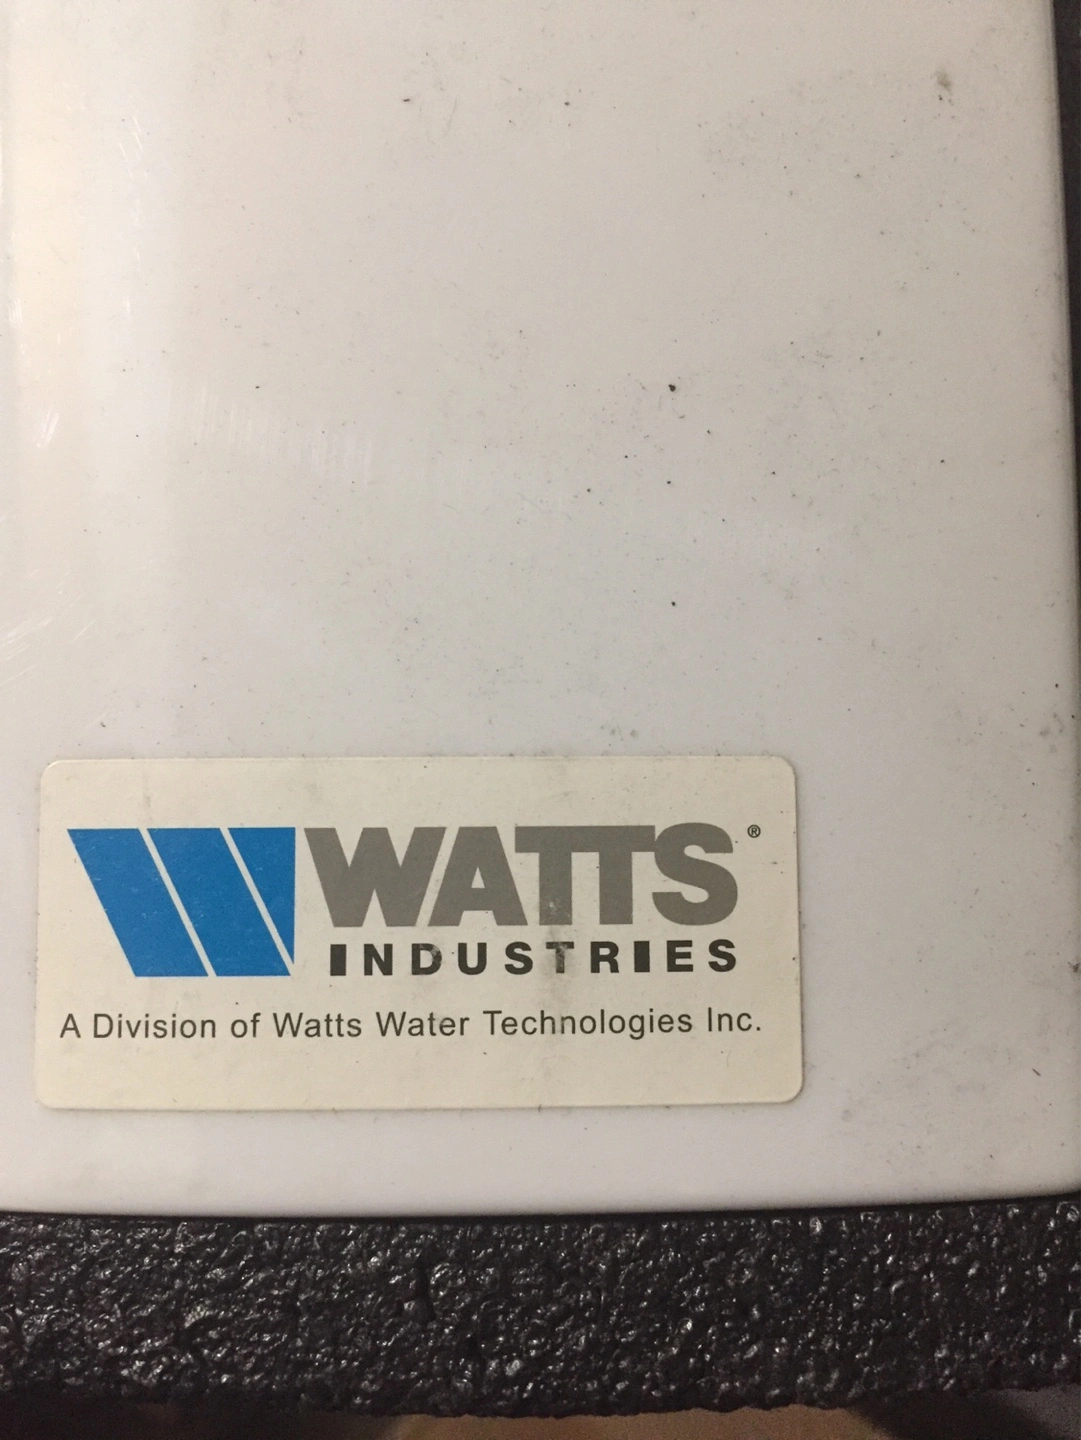 WATTS®
INDUSTRIES
A Division of Watts Water Technologies Inc.